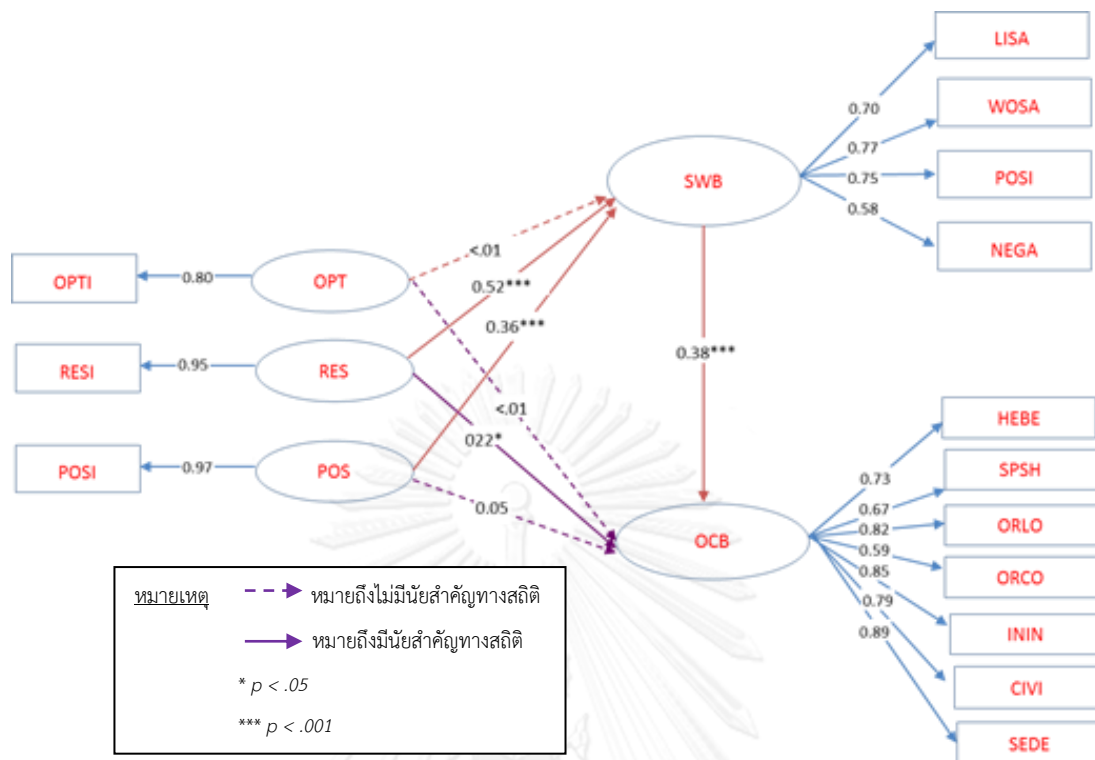 LISA
0.70
WOSA
0.77
SWB
0.75
POSI
0.58
NEGA
<.01
OPTI
0.80
OPT
0.52***
0.36***
0.38***
RESI
0.95
RES
<.01
022*
HEBE
POSI
0.97
POS
0.73
SPSH
0.05
0.67
OCB
0.82
ORLO
0.59
ORCO
0.85
0.79
ININ
0.89
CIVI
SEDE
หมายเหตุ หมายถึงไม่มีนัยสำคัญทางสถิติ
หมายถึงมีนัยสำคัญทางสถิติ
* p < .05
*** p < .001